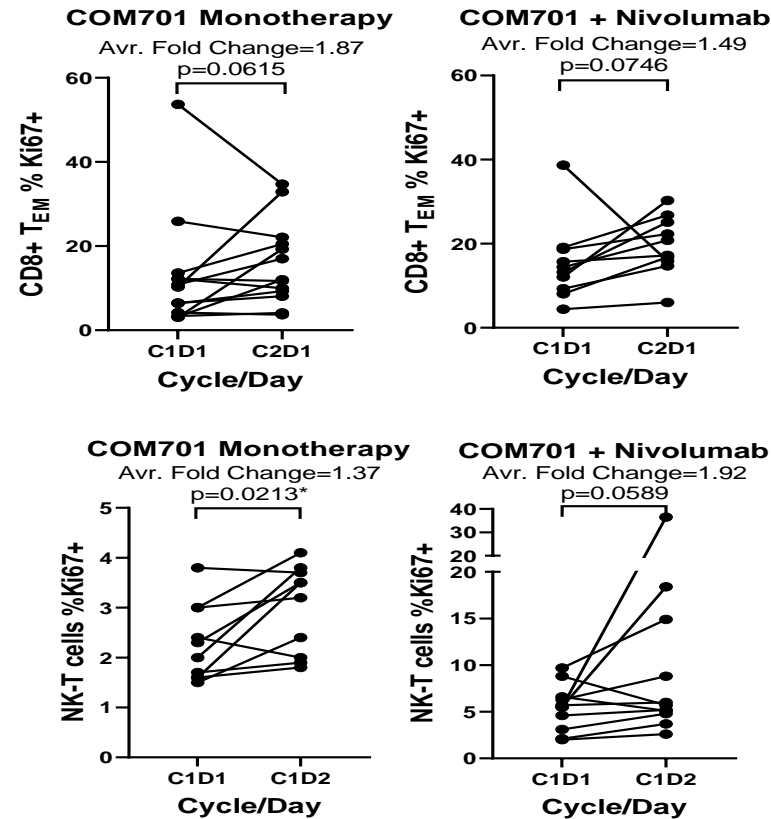 COM701 Monotherapy
Avr. Fold Change=1.87
p=0.0615
60
40
20
0
CD8+ TEM % Ki67+
C1D1 C2D1
Cycle/Day
COM701 + Nivolumab
Avr. Fold Change=1.49
p=0.0746
60
40
20
0
CD8+ TEM % Ki67+
C1D1 C2D1
Cycle/Day
COM701 Monotherapy
Avr. Fold Change=1.37
p=0.0213*
5
4
3
2
1
0
NK-T cells %Ki67+
C1D1 C1D2
Cycle/Day
COM701 + Nivolumab
Avr. Fold Change=1.92
p=0.0589
40
30
20
20
15
10
5
0
NK-T cells %Ki67+
C1D1 C1D2
Cycle/Day